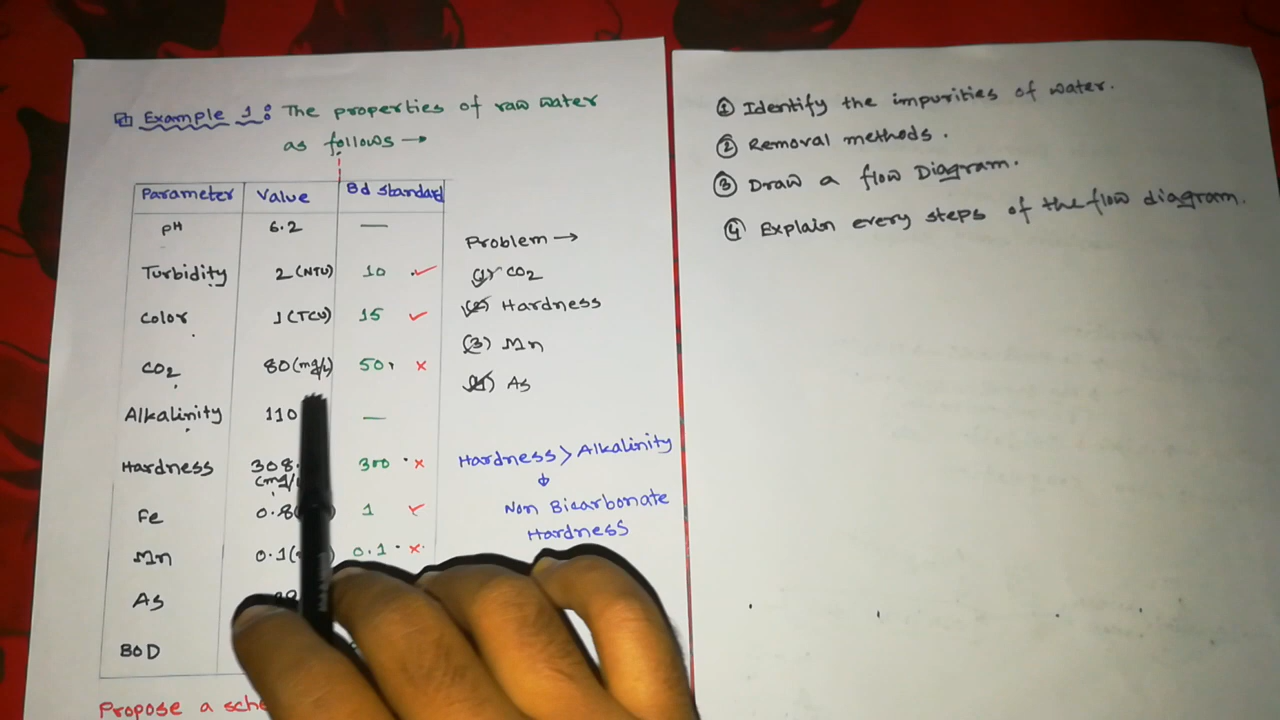 Example 1: The properties of raw water
as follows →
Parameter Value Bd standard
pH 6.2 —
Turbidity 2 (NTU) 10 ✓
Color 1 (TCU) 15 ✓
CO2 80 (mg/L) 50 ×
Alkalinity 110 —
Hardness 308 300 ×
(mg/L
Fe 0.8( 1 ✓
Mn 0.1( 0.1 ×
As
BOD
Propose a
Problem →
(1) CO2
(2) Hardness
(3) Mn
(4) As
Hardness > Alkalinity
↓
Non Bicarbonate
Hardness
① Identify the impurities of water.
② Removal methods.
③ Draw a flow Diagram.
④ Explain every steps of the flow diagram.